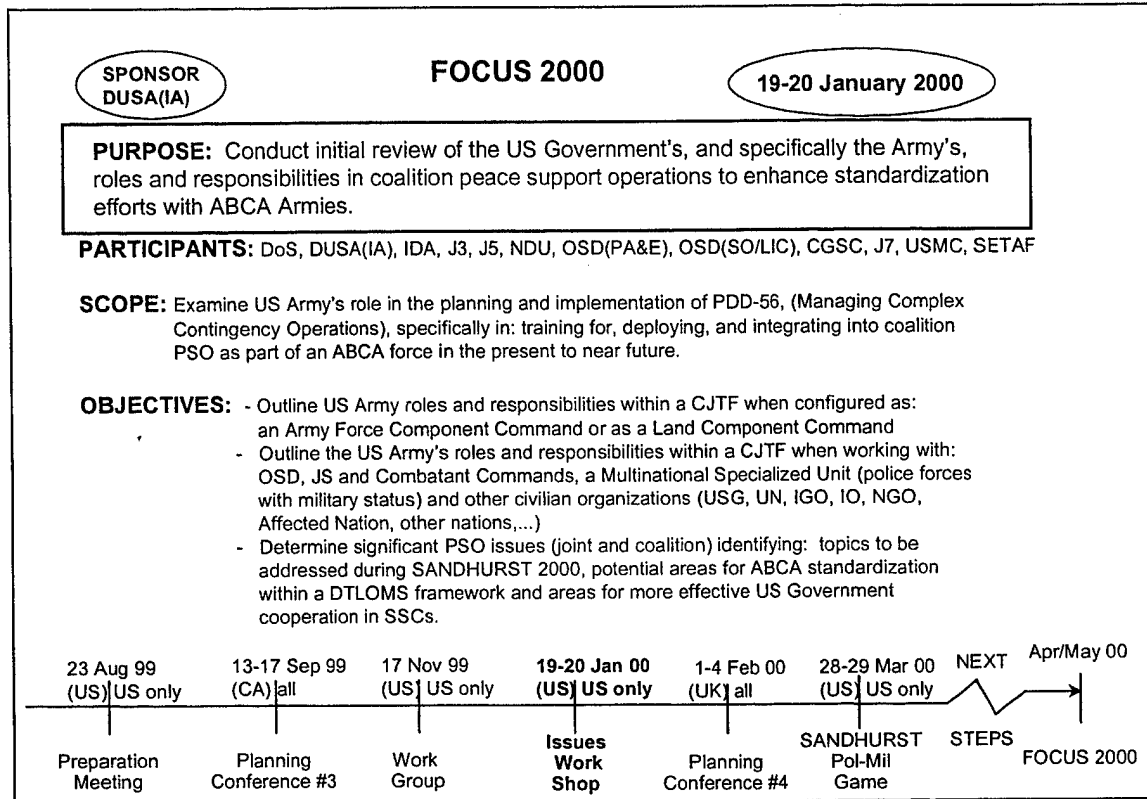 SPONSOR
DUSA(IA)
FOCUS 2000
19-20 January 2000
PURPOSE: Conduct initial review of the US Government's, and specifically the Army's,
roles and responsibilities in coalition peace support operations to enhance standardization
efforts with ABCA Armies.
PARTICIPANTS: DoS, DUSA(IA), IDA, J3, J5, NDU, OSD(PA&E), OSD(SO/LIC), CGSC, J7, USMC, SETAF
SCOPE: Examine US Army's role in the planning and implementation of PDD-56, (Managing Complex
Contingency Operations), specifically in: training for, deploying, and integrating into coalition
PSO as part of an ABCA force in the present to near future.
OBJECTIVES: - Outline US Army roles and responsibilities within a CJTF when configured as:
an Army Force Component Command or as a Land Component Command
- Outline the US Army's roles and responsibilities within a CJTF when working with:
OSD, JS and Combatant Commands, a Multinational Specialized Unit (police forces
with military status) and other civilian organizations (USG, UN, IGO, IO, NGO,
Affected Nation, other nations,...)
- Determine significant PSO issues (joint and coalition) identifying: topics to be
addressed during SANDHURST 2000, potential areas for ABCA standardization
within a DTLOMS framework and areas for more effective US Government
cooperation in SSCs.
23 Aug 99
(US) US only
Preparation
Meeting
13-17 Sep 99
(CA) all
Planning
Conference #3
17 Nov 99
(US) US only
Work
Group
19-20 Jan 00
(US) US only
Issues
Work
Shop
1-4 Feb 00
(UK) all
Planning
Conference #4
28-29 Mar 00
(US) US only
SANDHURST
Pol-Mil
Game
NEXT
STEPS
Apr/May 00
FOCUS 2000